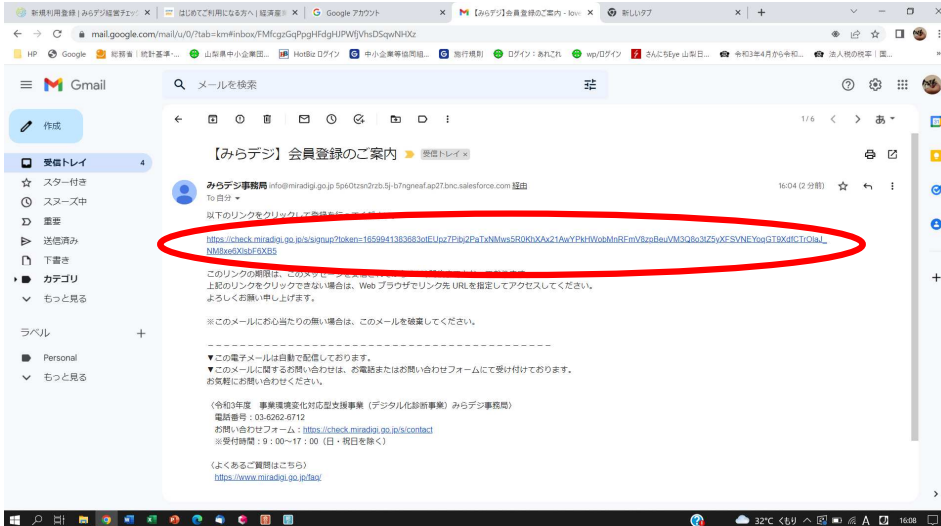 新規利用登録 | みらデジ経営チェッ
はじめてご利用になる方へ | 経済産
Google アカウント
【みらデジ】会員登録のご案内 - low
新しいタブ
mail.google.com/mail/u/0/?tab=km#inbox/FMfcgzGqPpgHFdgHJPWfjVhsDSqwNHXz
HP
Google
総務省｜統計基準・...
山梨県中小企業団...
HotBiz ログイン
中小企業等協同組...
施行規則
ログイン：あれこれ
wp/ログイン
さんにちEye 山梨日...
令和3年4月から令和...
法人税の税率｜国...
Gmail
メールを検索
作成
1/6
あ
受信トレイ 4
スター付き
スヌーズ中
重要
送信済み
下書き
カテゴリ
もっと見る
ラベル
Personal
もっと見る
【みらデジ】会員登録のご案内
受信トレイ ×
みらデジ事務局 info@miradigi.go.jp 5p60tzsn2rzb.5j-b7ngneaf.ap27.bnc.salesforce.com 経由
16:04 (2 分前)
To 自分
以下のリンクをクリックして登録を行って
https://check.miradigi.go.jp/s/signup?token=1659941383683otEUpz7Pibj2PaTxNMws5R0KhXAx21AwYPkHWobMnRFmV8zpBeuVM3Q8o3tZ5yXFSVNEYoqGT9XdfCTrOlaJ_
NM8xe6XlsbF6XB5
このリンクの期限は、このメッセージを
上記のリンクをクリックできない場合は、Web ブラウザでリンク先 URLを指定してアクセスしてください。
よろしくお願い申し上げます。
※このメールにお心当たりの無い場合は、このメールを破棄してください。
▼この電子メールは自動で配信しております。
▼このメールに関するお問い合わせは、お電話またはお問い合わせフォームにて受け付けております。
お気軽にお問い合わせください。
〈令和3年度 事業環境変化対応型支援事業（デジタル化診断事業）みらデジ事務局〉
電話番号：03-6262-6712
お問い合わせフォーム：https://check.miradigi.go.jp/s/contact
※受付時間：9：00～17：00（日・祝日を除く）
〈よくあるご質問はこちら〉
https://www.miradigi.go.jp/faq/
32°C くもり
A
16:08